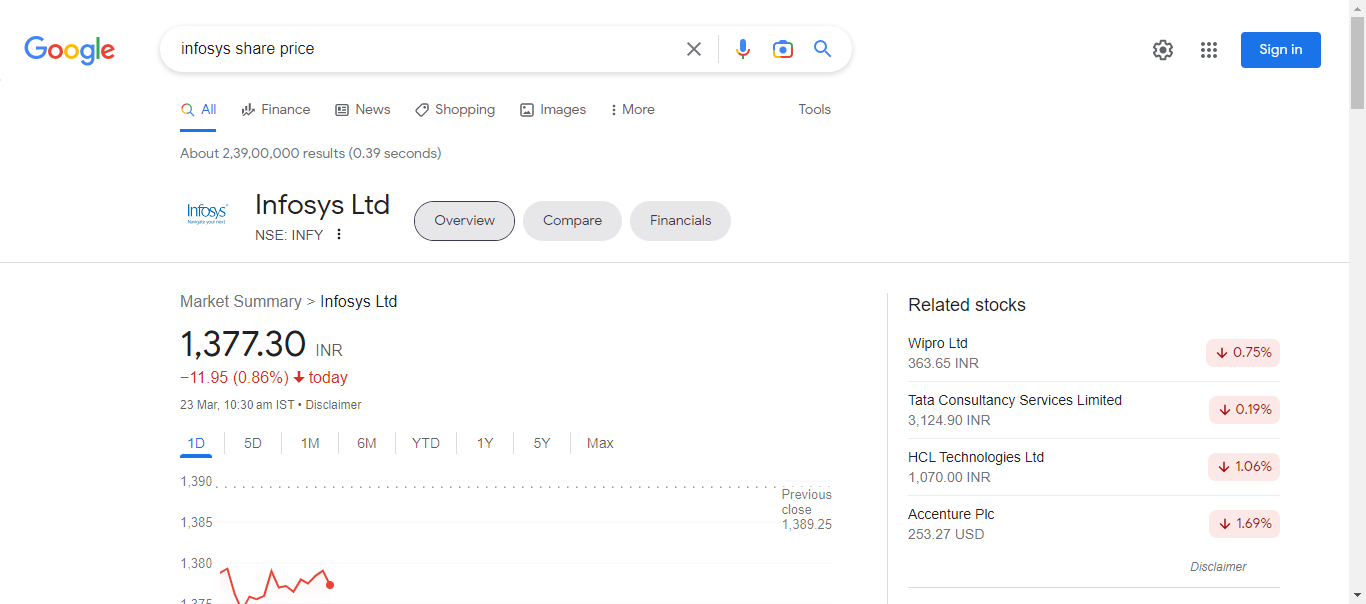 Google
infosys share price
Sign in
All Finance News Shopping Images More Tools
About 2,39,00,000 results (0.39 seconds)
Infosys
Navigate your next
Infosys Ltd
NSE: INFY
Overview Compare Financials
Market Summary > Infosys Ltd
1,377.30 INR
−11.95 (0.86%) today
23 Mar, 10:30 am IST • Disclaimer
1D 5D 1M 6M YTD 1Y 5Y Max
1,390
Previous
close
1,389.25
1,385
1,380
1,375
Related stocks
Wipro Ltd
363.65 INR
0.75%
Tata Consultancy Services Limited
3,124.90 INR
0.19%
HCL Technologies Ltd
1,070.00 INR
1.06%
Accenture Plc
253.27 USD
1.69%
Disclaimer